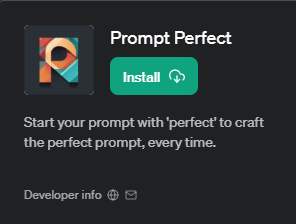 Prompt Perfect
Install
Start your prompt with 'perfect' to craft
the perfect prompt, every time.
Developer info